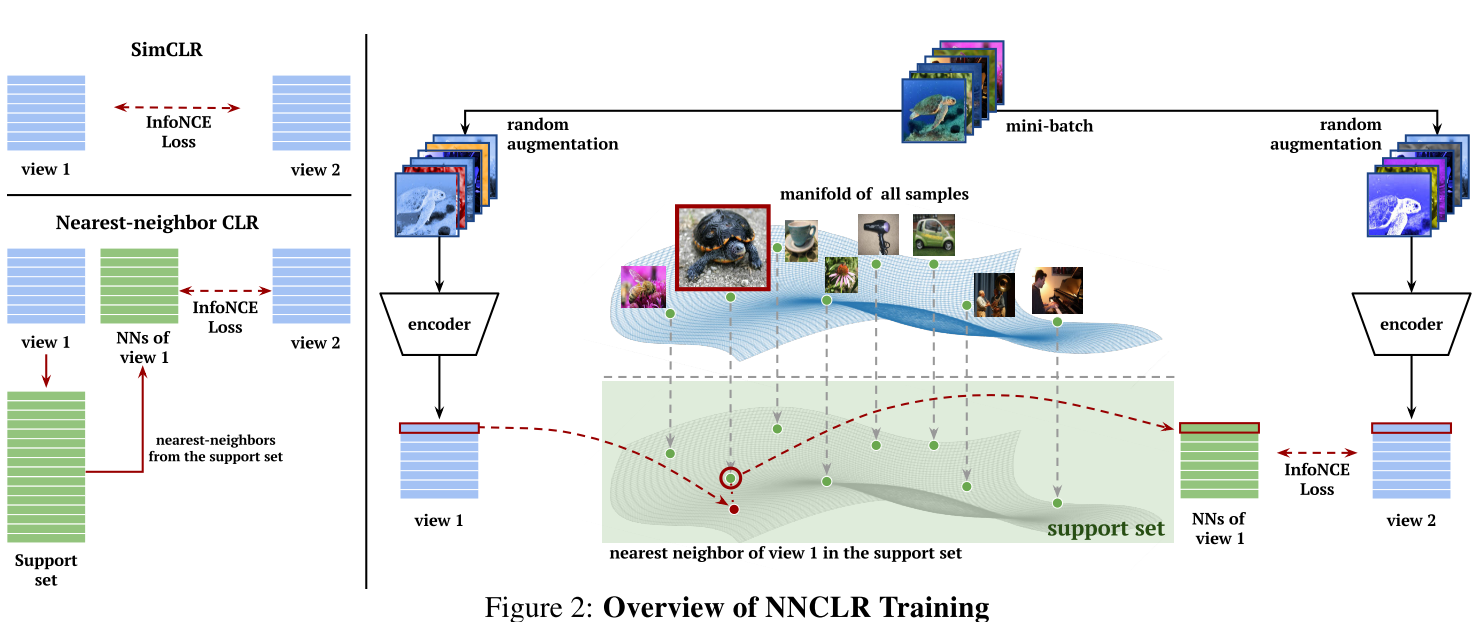 SimCLR
InfoNCE
Loss
view 1
view 2
Nearest-neighbor CLR
InfoNCE
Loss
view 1
NNs of
view 1
view 2
nearest-neighbors
from the support set
Support
set
mini-batch
random
augmentation
random
augmentation
manifold of all samples
encoder
encoder
view 1
support set
nearest neighbor of view 1 in the support set
InfoNCE
Loss
NNs of
view 1
view 2
Figure 2: Overview of NNCLR Training